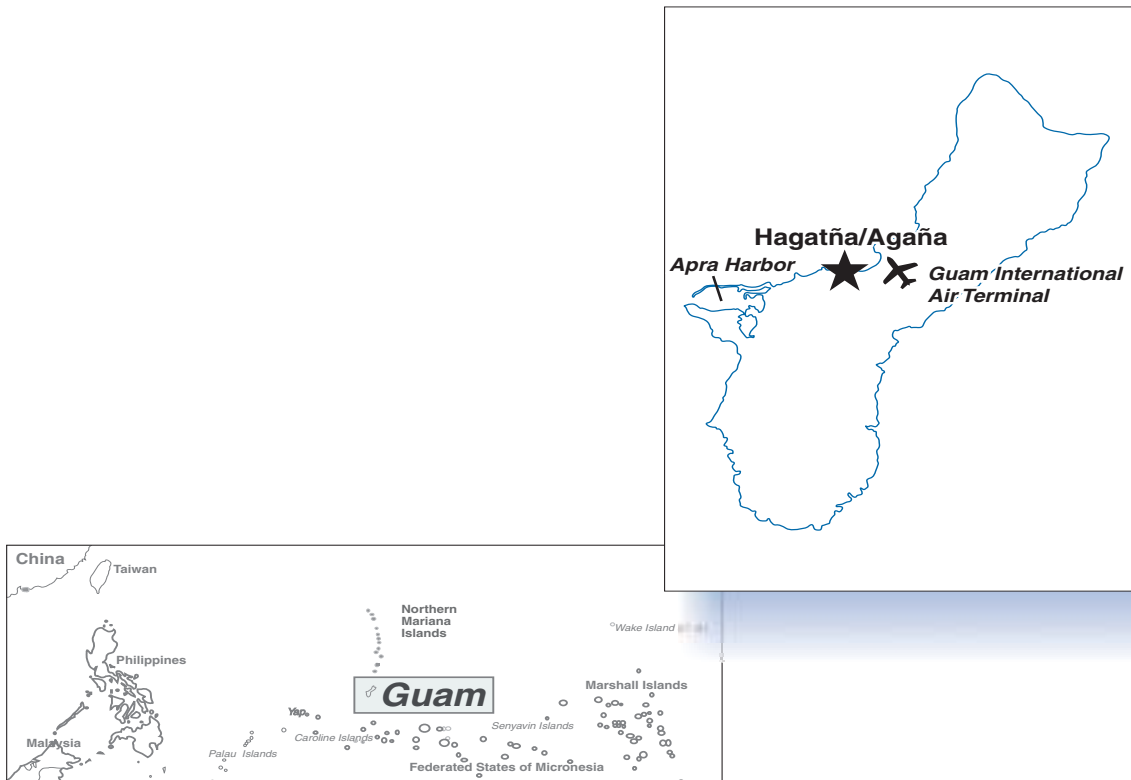 Hagatña/Agaña
Apra Harbor
Guam International
Air Terminal
China
Taiwan
Northern
Mariana
Islands
Wake Island
Philippines
Guam
Marshall Islands
Yap
Senyavin Islands
Caroline Islands
Malaysia
Palau Islands
Federated States of Micronesia